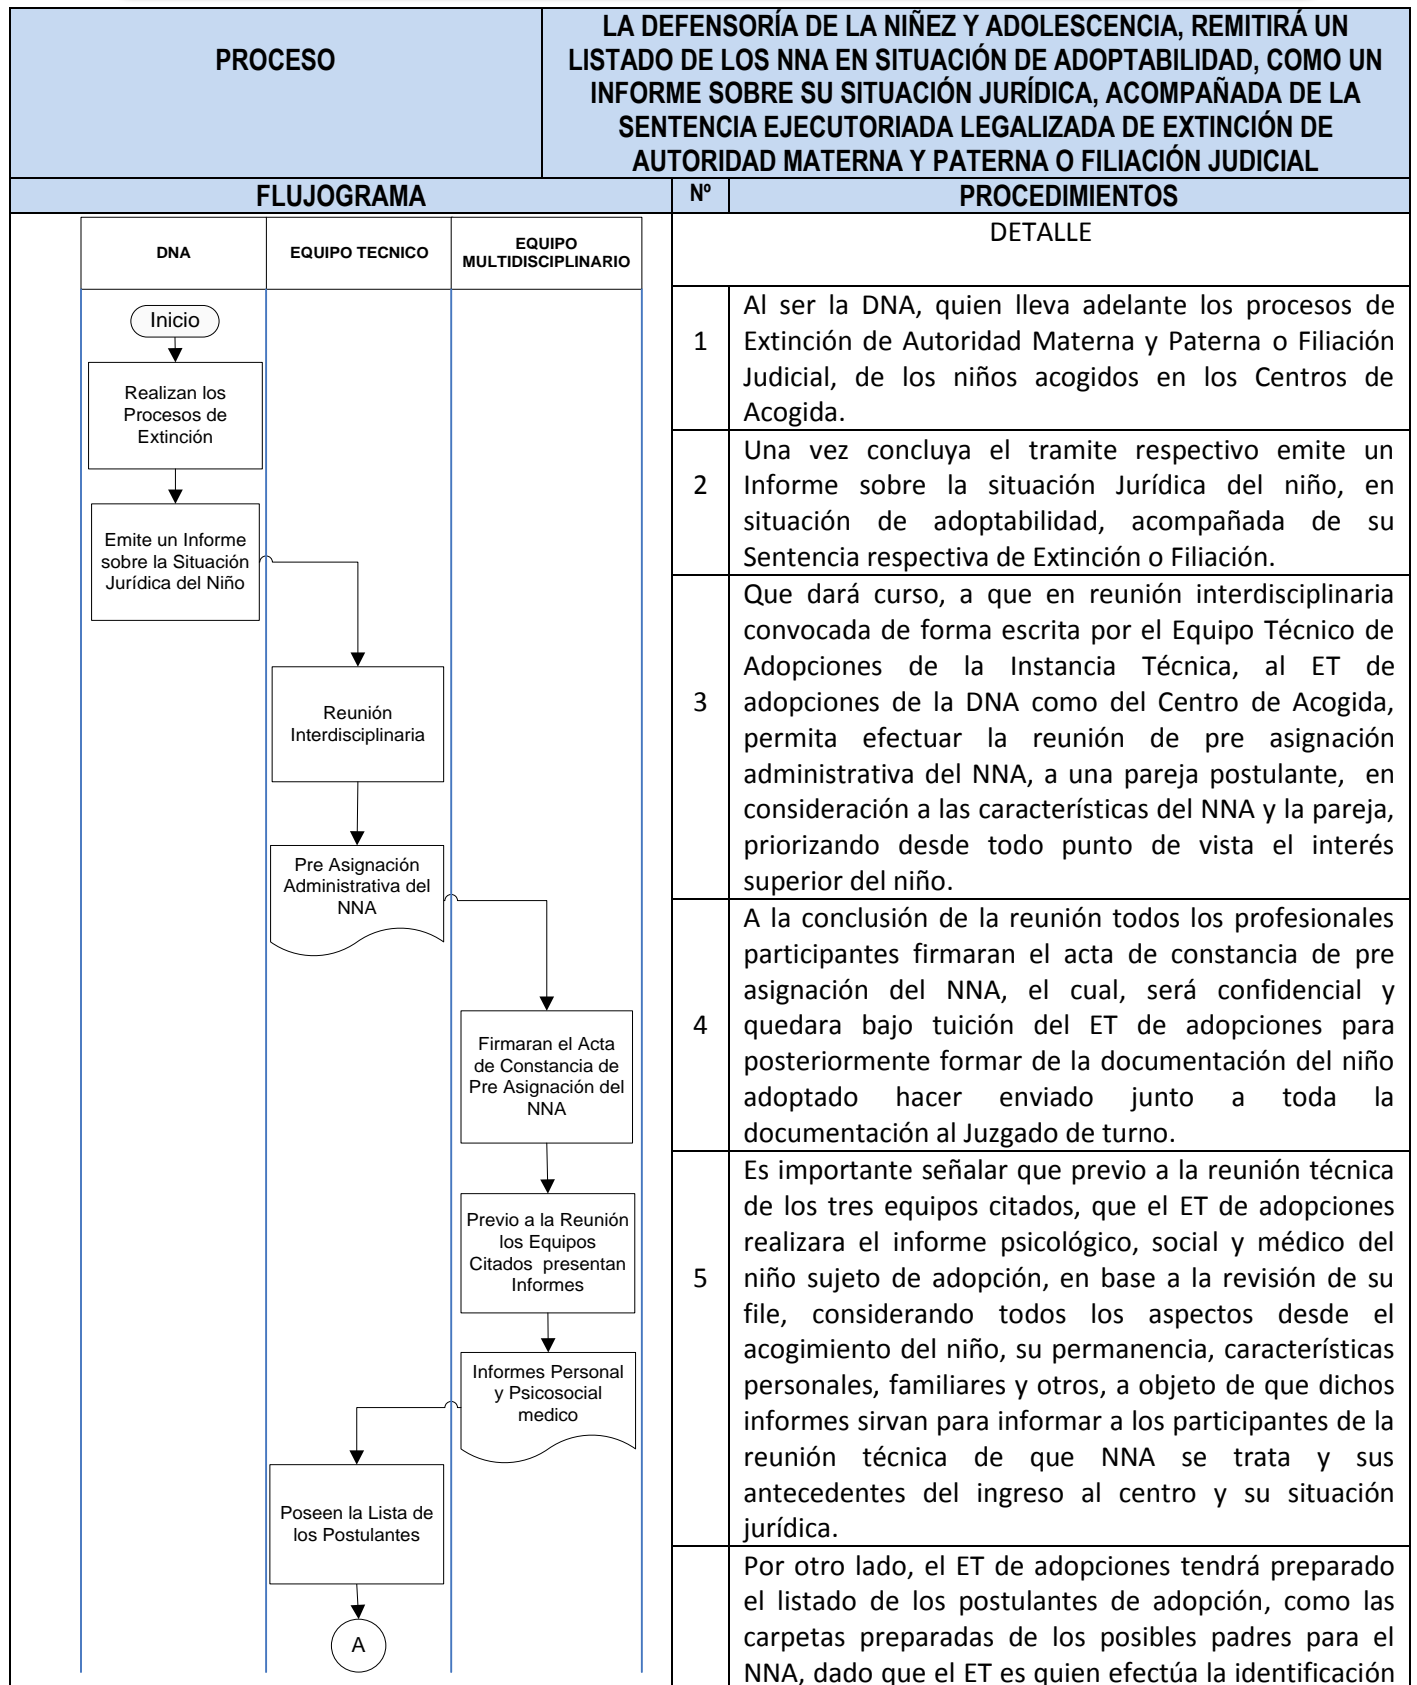 PROCESO
LA DEFENSORÍA DE LA NIÑEZ Y ADOLESCENCIA, REMITIRÁ UN
LISTADO DE LOS NNA EN SITUACIÓN DE ADOPTABILIDAD, COMO UN
INFORME SOBRE SU SITUACIÓN JURÍDICA, ACOMPAÑADA DE LA
SENTENCIA EJECUTORIADA LEGALIZADA DE EXTINCIÓN DE
AUTORIDAD MATERNA Y PATERNA O FILIACIÓN JUDICIAL
FLUJOGRAMA
Nº
PROCEDIMIENTOS
DNA
EQUIPO TECNICO
EQUIPO
MULTIDISCIPLINARIO
Inicio
Realizan los
Procesos de
Extinción
Emite un Informe
sobre la Situación
Jurídica del Niño
Reunión
Interdisciplinaria
Pre Asignación
Administrativa del
NNA
Firmaran el Acta
de Constancia de
Pre Asignación del
NNA
Previo a la Reunión
los Equipos
Citados presentan
Informes
Informes Personal
y Psicosocial
medico
Poseen la Lista de
los Postulantes
A
DETALLE
1
Al ser la DNA, quien lleva adelante los procesos de
Extinción de Autoridad Materna y Paterna o Filiación
Judicial, de los niños acogidos en los Centros de
Acogida.
2
Una vez concluya el tramite respectivo emite un
Informe sobre la situación Jurídica del niño, en
situación de adoptabilidad, acompañada de su
Sentencia respectiva de Extinción o Filiación.
3
Que dará curso, a que en reunión interdisciplinaria
convocada de forma escrita por el Equipo Técnico de
Adopciones de la Instancia Técnica, al ET de
adopciones de la DNA como del Centro de Acogida,
permita efectuar la reunión de pre asignación
administrativa del NNA, a una pareja postulante, en
consideración a las características del NNA y la pareja,
priorizando desde todo punto de vista el interés
superior del niño.
4
A la conclusión de la reunión todos los profesionales
participantes firmaran el acta de constancia de pre
asignación del NNA, el cual, será confidencial y
quedara bajo tuición del ET de adopciones para
posteriormente formar de la documentación del niño
adoptado hacer enviado junto a toda la
documentación al Juzgado de turno.
5
Es importante señalar que previo a la reunión técnica
de los tres equipos citados, que el ET de adopciones
realizara el informe psicológico, social y médico del
niño sujeto de adopción, en base a la revisión de su
file, considerando todos los aspectos desde el
acogimiento del niño, su permanencia, características
personales, familiares y otros, a objeto de que dichos
informes sirvan para informar a los participantes de la
reunión técnica de que NNA se trata y sus
antecedentes del ingreso al centro y su situación
jurídica.
Por otro lado, el ET de adopciones tendrá preparado
el listado de los postulantes de adopción, como las
carpetas preparadas de los posibles padres para el
NNA, dado que el ET es quien efectúa la identificación